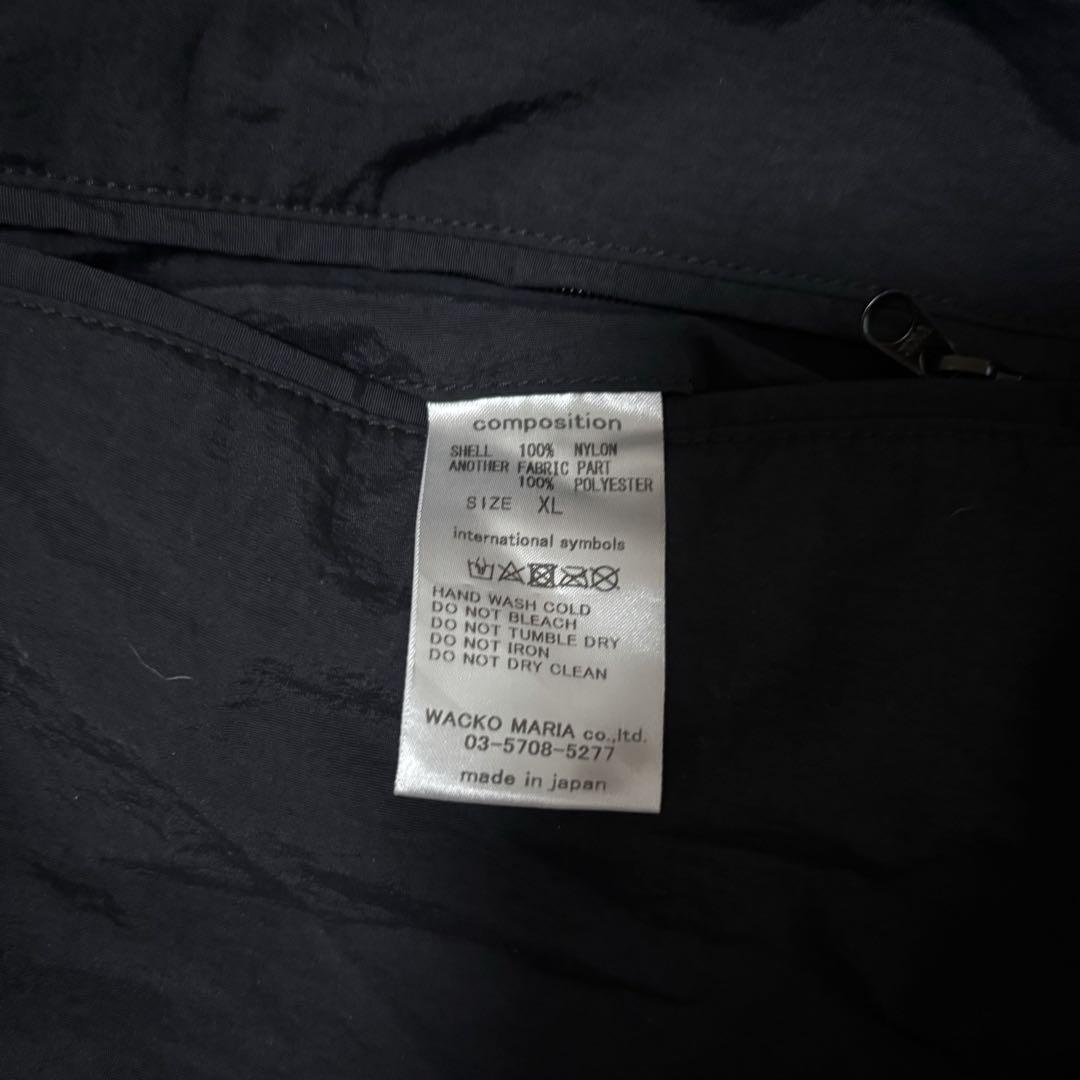 composition
SHELL 100% NYLON
ANOTHER FABRIC PART
100% POLYESTER
SIZE XL
international symbols
HAND WASH COLD
DO NOT BLEACH
DO NOT TUMBLE DRY
DO NOT IRON
DO NOT DRY CLEAN
WACKO MARIA co.,ltd.
03-5708-5277
made in japan